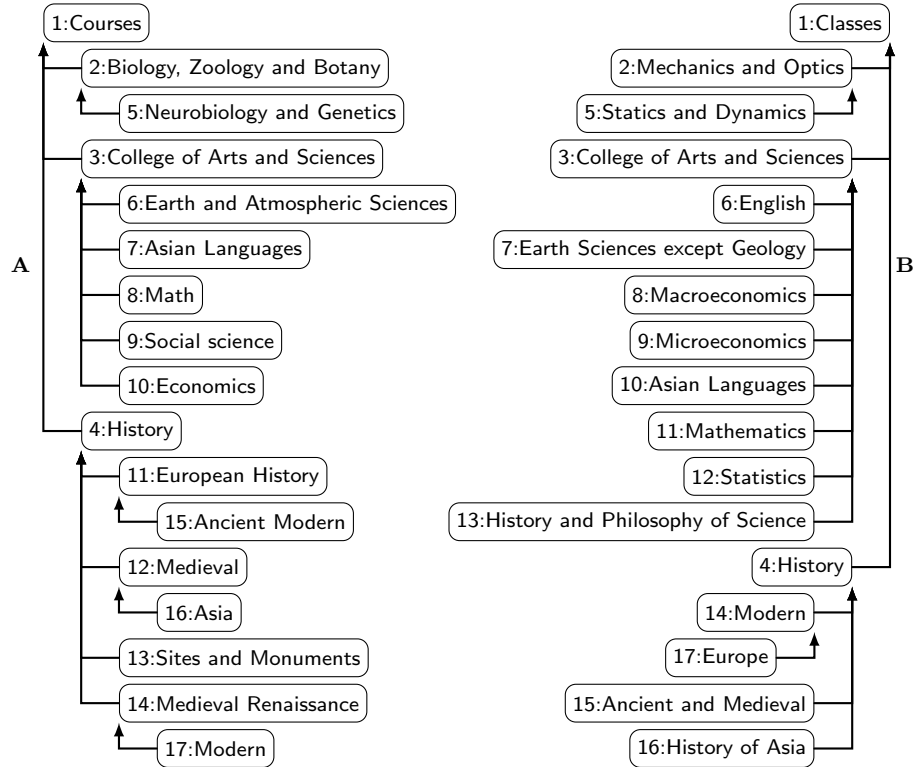 1:Courses
2:Biology, Zoology and Botany
5:Neurobiology and Genetics
3:College of Arts and Sciences
6:Earth and Atmospheric Sciences
7:Asian Languages
A
8:Math
9:Social science
10:Economics
4:History
11:European History
15:Ancient Modern
12:Medieval
16:Asia
13:Sites and Monuments
14:Medieval Renaissance
17:Modern
1:Classes
2:Mechanics and Optics
5:Statics and Dynamics
3:College of Arts and Sciences
6:English
7:Earth Sciences except Geology
B
8:Macroeconomics
9:Microeconomics
10:Asian Languages
11:Mathematics
12:Statistics
13:History and Philosophy of Science
4:History
14:Modern
17:Europe
15:Ancient and Medieval
16:History of Asia